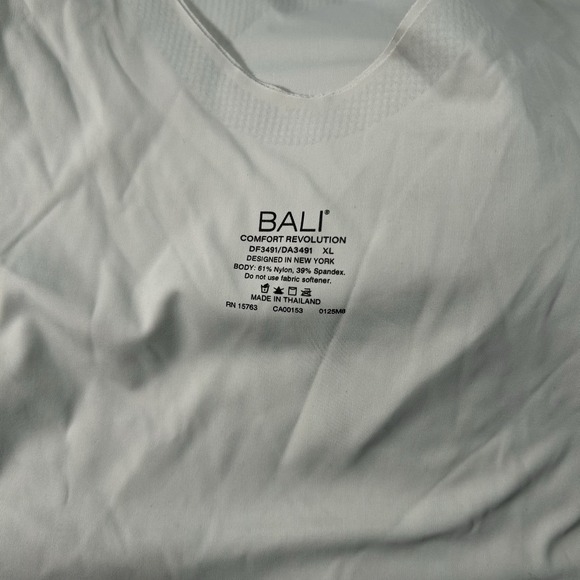 BALI®
COMFORT REVOLUTION
DF3491/DA3491 XL
DESIGNED IN NEW YORK
BODY: 61% Nylon, 39% Spandex.
Do not use fabric softener.
MADE IN THAILAND
RN 15763 CA00153 0125M8